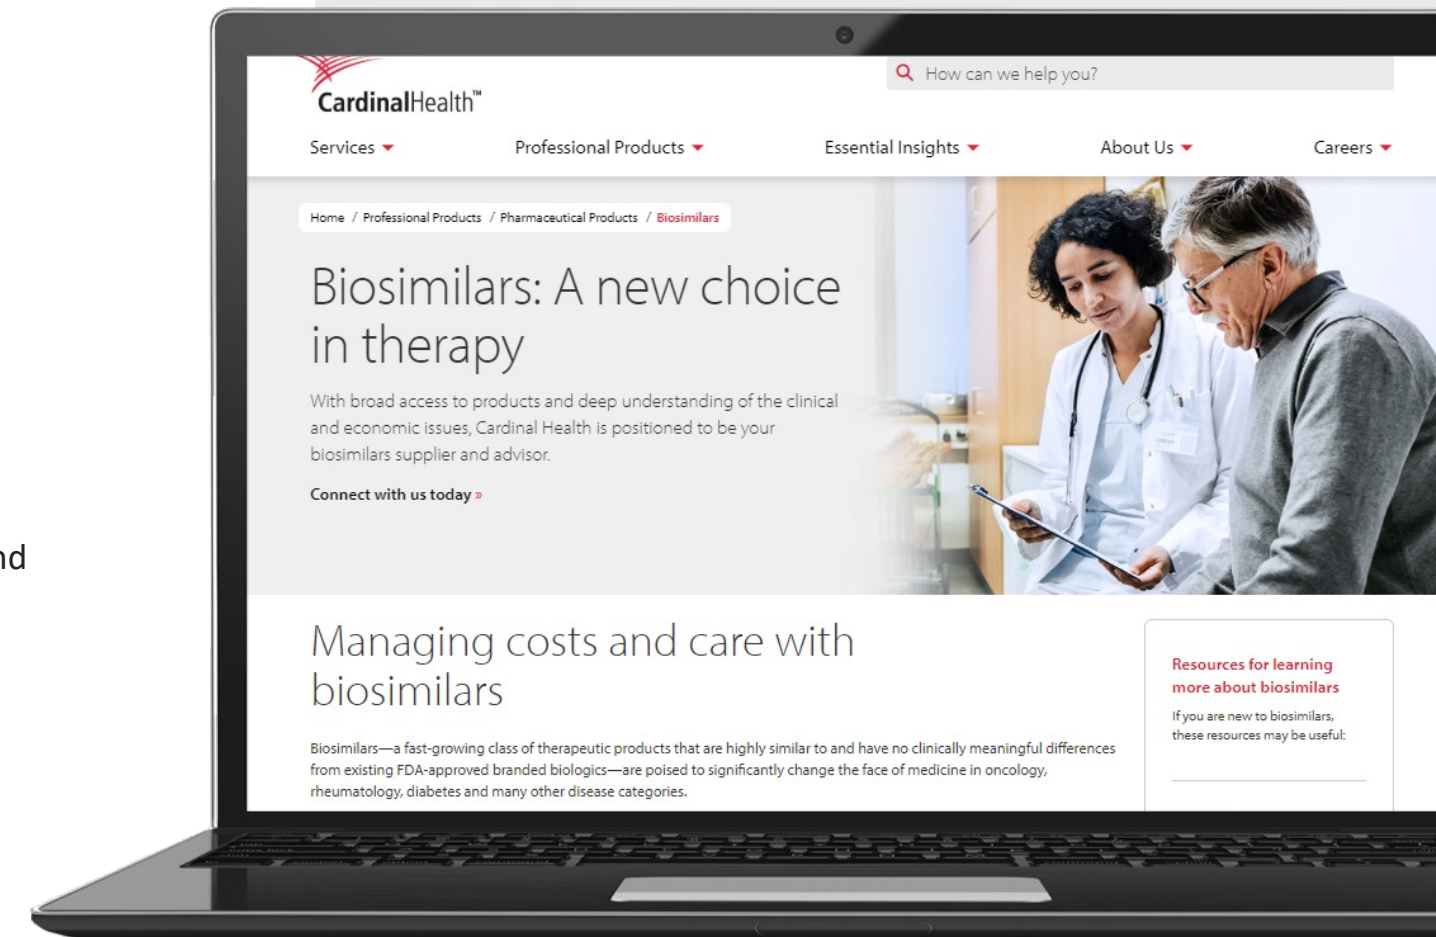 CardinalHealth™
How can we help you?
Services
Professional Products
Essential Insights
About Us
Careers
Home / Professional Products / Pharmaceutical Products / Biosimilars
Biosimilars: A new choice
in therapy
With broad access to products and deep understanding of the clinical
and economic issues, Cardinal Health is positioned to be your
biosimilars supplier and advisor.
Connect with us today »
nd
Managing costs and care with
biosimilars
Biosimilars—a fast-growing class of therapeutic products that are highly similar to and have no clinically meaningful differences
from existing FDA-approved branded biologics—are poised to significantly change the face of medicine in oncology,
rheumatology, diabetes and many other disease categories.
Resources for learning
more about biosimilars
If you are new to biosimilars,
these resources may be useful: